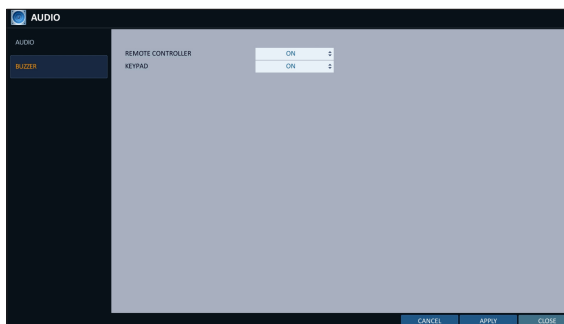 AUDIO
AUDIO
BUZZER
REMOTE CONTROLLER ON
KEYPAD ON
CANCEL APPLY CLOSE